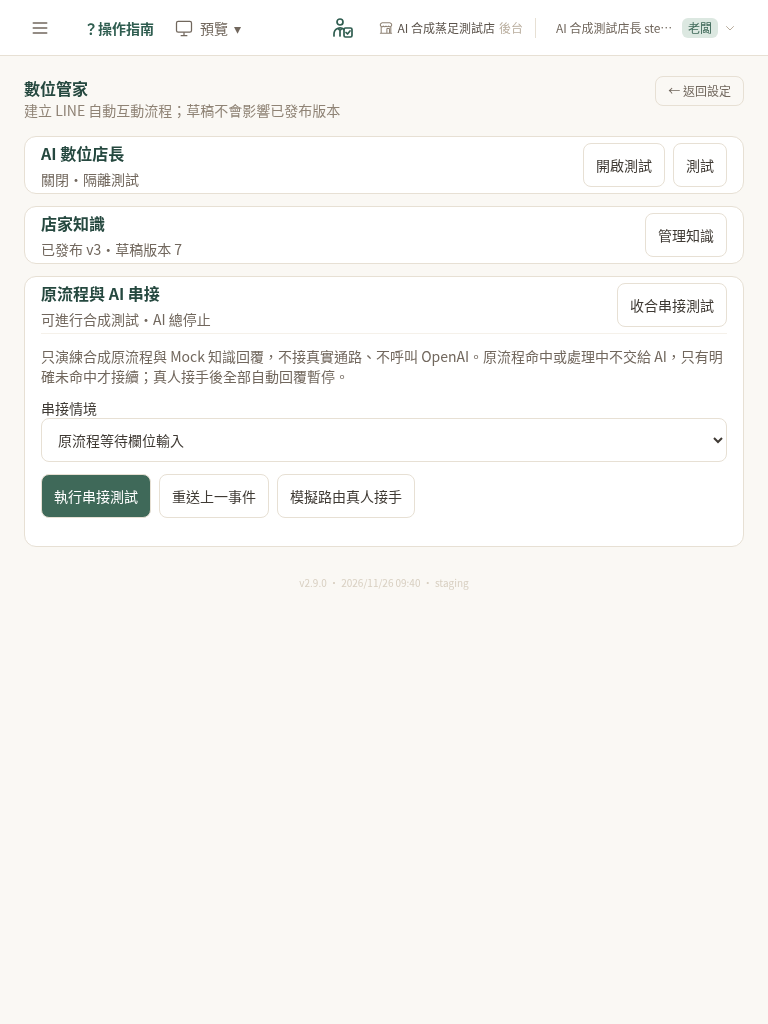 ？操作指南
預覽 ▾
AI 合成蒸足測試店 後台
AI 合成測試店長 ste⋯
老闆
數位管家
建立 LINE 自動互動流程；草稿不會影響已發布版本
← 返回設定
AI 數位店長
關閉・隔離測試
開啟測試
測試
店家知識
已發布 v3・草稿版本 7
管理知識
原流程與 AI 串接
可進行合成測試・AI 總停止
收合串接測試
只演練合成原流程與 Mock 知識回覆，不接真實通路、不呼叫 OpenAI。原流程命中或處理中不交給 AI，只有明
確未命中才接續；真人接手後全部自動回覆暫停。
串接情境
原流程等待欄位輸入
執行串接測試
重送上一事件
模擬路由真人接手
v2.9.0 ・ 2026/11/26 09:40 ・ staging